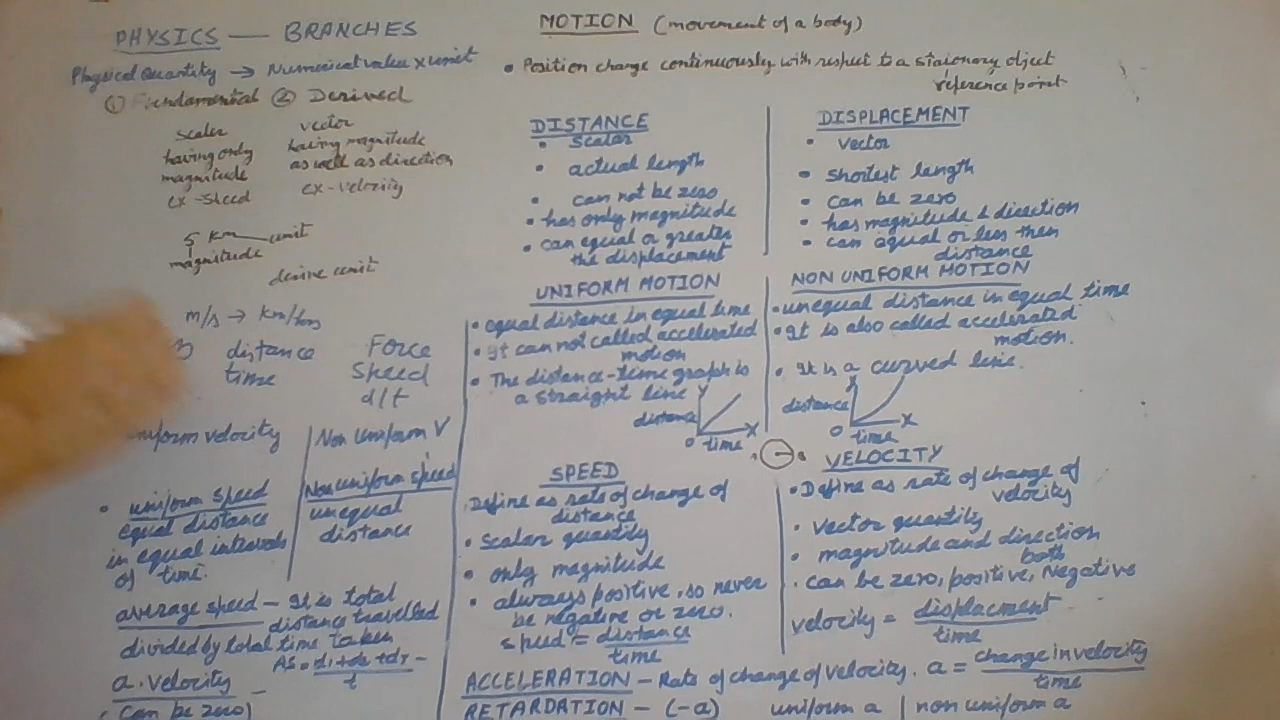 PHYSICS — BRANCHES
Physical Quantity → Numerical value x unit
① Fundamental ② Derived
scaler
having only
magnitude
ex - speed
vector
having magnitude
as well as direction
ex - velocity
5 km — unit
magnitude
derive unit
m/s → km/hrs
distance
time
Force
Speed
d/t
uniform velocity
Non Uniform V
• uniform speed
equal distance
in equal intervals
of time.
Non uniform speed
unequal
distance
average speed - It is total
distance travelled
divided by total time taken
AS = d1+d2+d3 -
t
a. velocity -
(can be zero)
MOTION (movement of a body)
• Position change continuously with respect to a stationary object
reference point
DISTANCE
• scalar
• actual length
• can not be zero
• has only magnitude
• can equal or greater
the displacement
DISPLACEMENT
• vector
• shortest length
• can be zero
• has magnitude & direction
• can equal or less then
distance
UNIFORM MOTION
• equal distance in equal time
• It can not called accelerated
motion
• The distance-time graph is
a straight line
Y
distance
O time X
NON UNIFORM MOTION
• unequal distance in equal time
• It is also called accelerated
motion.
• It is a curved line.
Y
distance
O time X
SPEED
• Define as rate of change of
distance
• Scalar quantity
• only magnitude
• always positive, so never
be negative or zero.
speed = distance
time
VELOCITY
• Define as rate of change of
velocity
• vector quantity
• magnitude and direction
both
• can be zero, positive, Negative
velocity = displacment
time
ACCELERATION - Rate of change of velocity. a = change in velocity
time
RETARDATION - (-a) uniform a | non uniform a